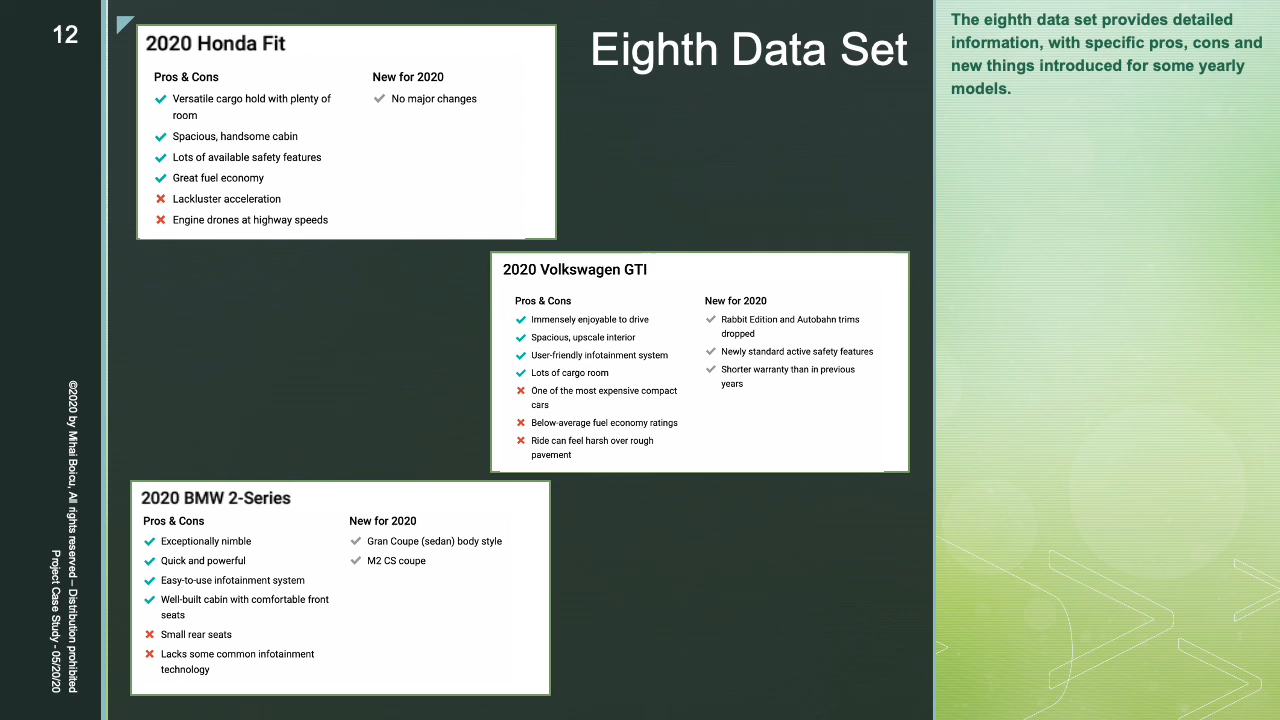 12
2020 Honda Fit
Pros & Cons
Versatile cargo hold with plenty of
room
Spacious, handsome cabin
Lots of available safety features
Great fuel economy
Lackluster acceleration
Engine drones at highway speeds
New for 2020
No major changes
Eighth Data Set
The eighth data set provides detailed
information, with specific pros, cons and
new things introduced for some yearly
models.
2020 Volkswagen GTI
Pros & Cons
Immensely enjoyable to drive
Spacious, upscale interior
User-friendly infotainment system
Lots of cargo room
One of the most expensive compact
cars
Below-average fuel economy ratings
Ride can feel harsh over rough
pavement
New for 2020
Rabbit Edition and Autobahn trims
dropped
Newly standard active safety features
Shorter warranty than in previous
years
2020 BMW 2-Series
Pros & Cons
Exceptionally nimble
Quick and powerful
Easy-to-use infotainment system
Well-built cabin with comfortable front
seats
Small rear seats
Lacks some common infotainment
technology
New for 2020
Gran Coupe (sedan) body style
M2 CS coupe
©2020 by Mihai Boicu, All rights reserved – Distribution prohibited
Project Case Study - 05/20/20